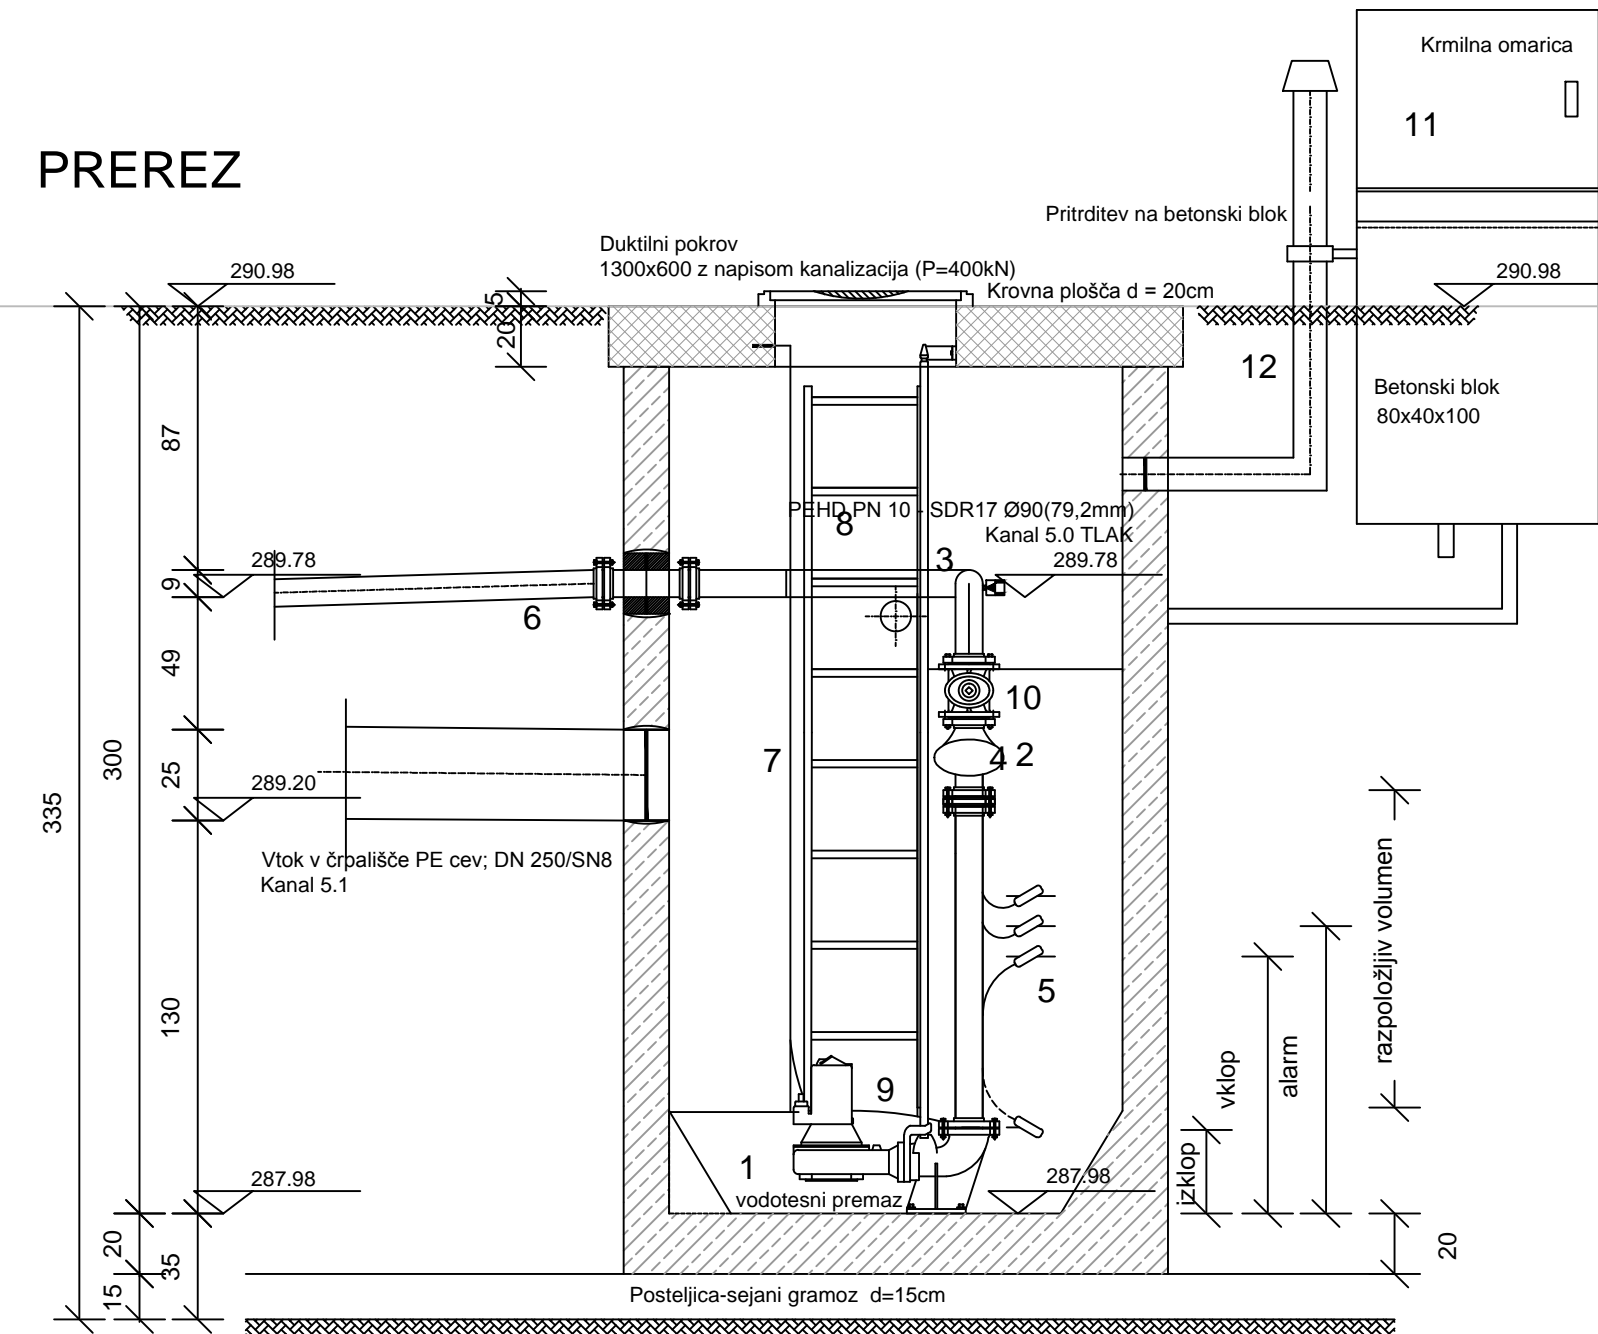 Krmilna omarica
11
PREREZ
Pritrditev na betonski blok
Duktilni pokrov
1300x600 z napisom kanalizacija (P=400kN)
290.98
290.98
Krovna plošča d = 20cm
5
20
12
Betonski blok
80x40x100
87
PEHD PN 10 - SDR17 Ø90(79,2mm)
8
Kanal 5.0 TLAK
289.78
3
289.78
9
6
49
10
300
25
7
4
2
289.20
335
Vtok v črpališče PE cev; DN 250/SN8
Kanal 5.1
razpoložljiv volumen
5
130
alarm
vklop
9
1
izklop
287.98
287.98
vodotesni premaz
20
35
20
15
Posteljica-sejani gramoz d=15cm